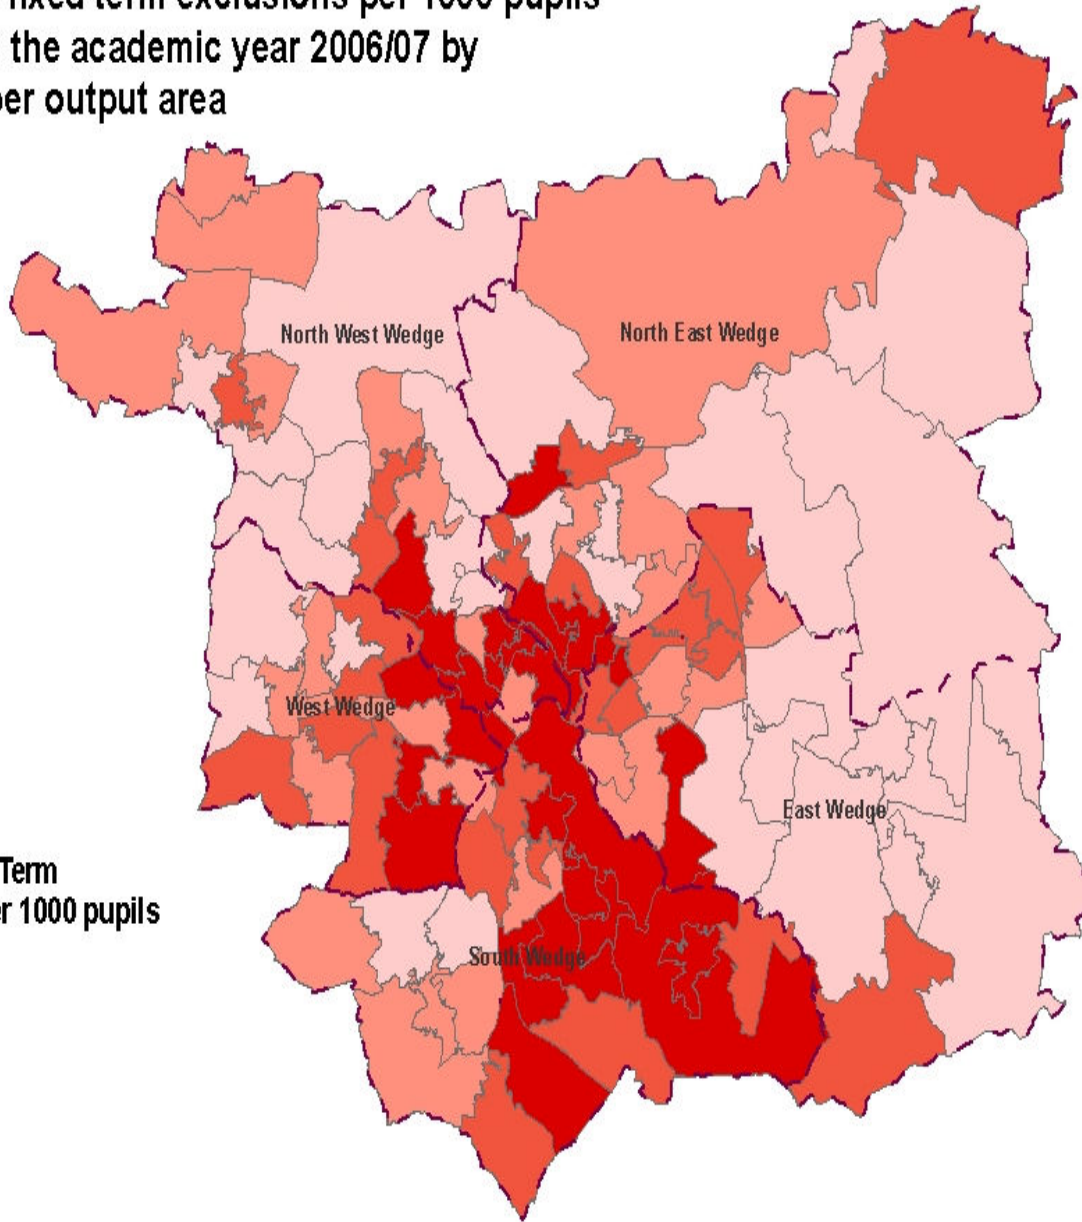 fixed term exclusions per 1000 pupils
the academic year 2006/07 by
output area
North West Wedge
North East Wedge
West Wedge
East Wedge
Term
1000 pupils
South Wedge